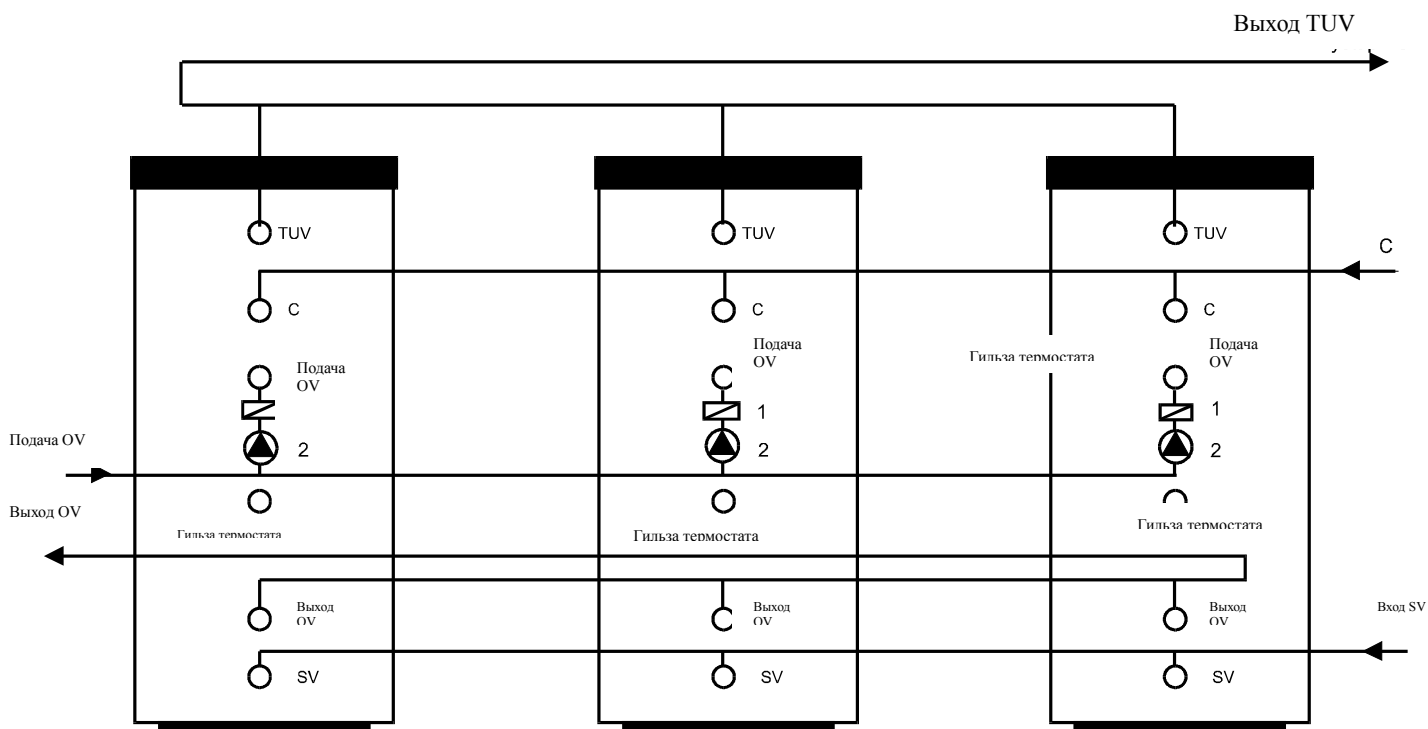 Выход TUV
TUV
TUV
TUV
C
C
C
C
Подача
OV
Подача
OV
Гильза термостата
Подача
OV
1
1
Подача OV
2
2
2
Выход OV
Гильза термостата
Гильза термостата
Гильза термостата
Выход
OV
Выход
OV
Выход
OV
Вход SV
SV
SV
SV